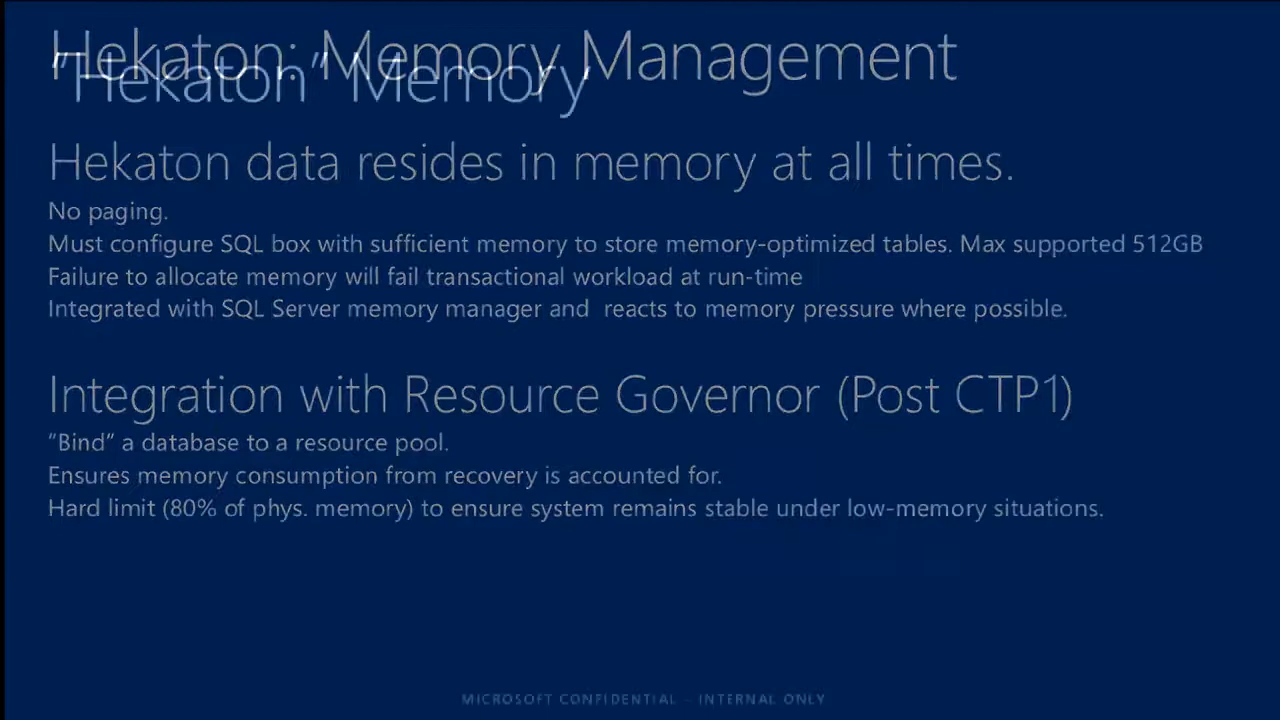 Hekaton: Memory Management
"Hekaton" Memory
Hekaton data resides in memory at all times.
No paging.
Must configure SQL box with sufficient memory to store memory-optimized tables. Max supported 512GB
Failure to allocate memory will fail transactional workload at run-time
Integrated with SQL Server memory manager and  reacts to memory pressure where possible.
Integration with Resource Governor (Post CTP1)
"Bind" a database to a resource pool.
Ensures memory consumption from recovery is accounted for.
Hard limit (80% of phys. memory) to ensure system remains stable under low-memory situations.
MICROSOFT CONFIDENTIAL – INTERNAL ONLY